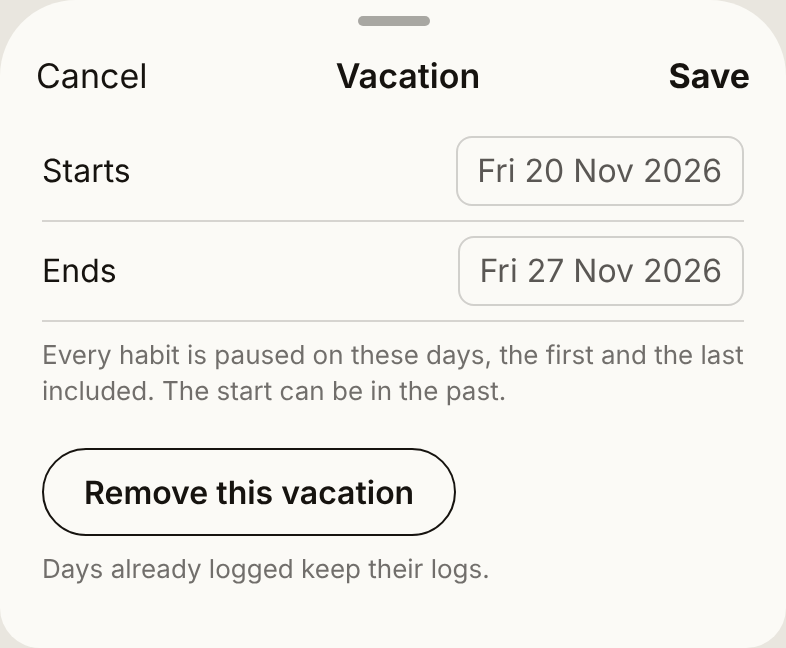 Cancel Vacation Save
Starts Fri 20 Nov 2026
Ends Fri 27 Nov 2026
Every habit is paused on these days, the first and the last
included. The start can be in the past.
Remove this vacation
Days already logged keep their logs.